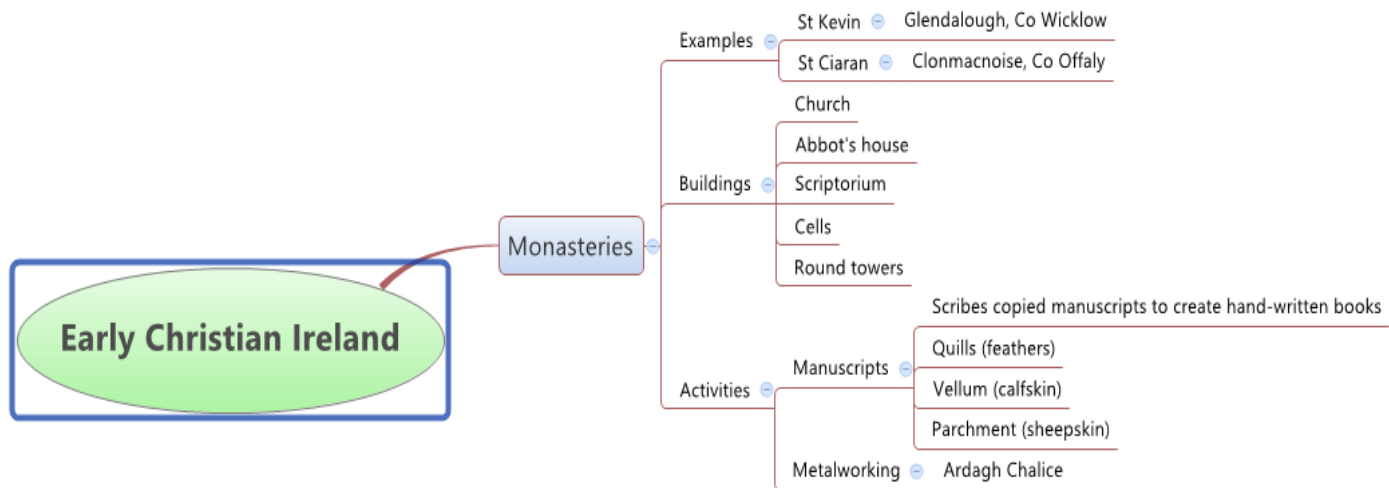 Early Christian Ireland
Monasteries
Examples
St Kevin
Glendalough, Co Wicklow
St Ciaran
Clonmacnoise, Co Offaly
Buildings
Church
Abbot's house
Scriptorium
Cells
Round towers
Activities
Manuscripts
Scribes copied manuscripts to create hand-written books
Quills (feathers)
Vellum (calfskin)
Parchment (sheepskin)
Metalworking
Ardagh Chalice